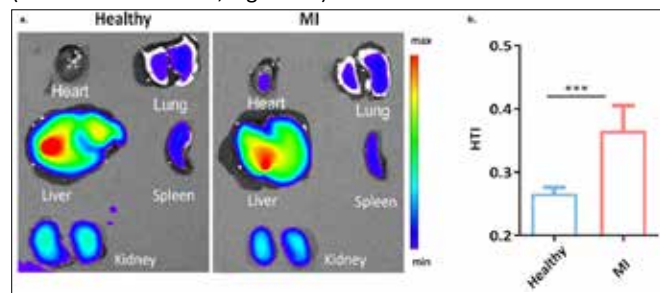 a.
Healthy
MI
Heart
Lung
Liver
Spleen
Kidney
Heart
Lung
Liver
Spleen
Kidney
max
min
b.
0.5
0.4
0.3
0.2
HTI
***
Healthy
MI